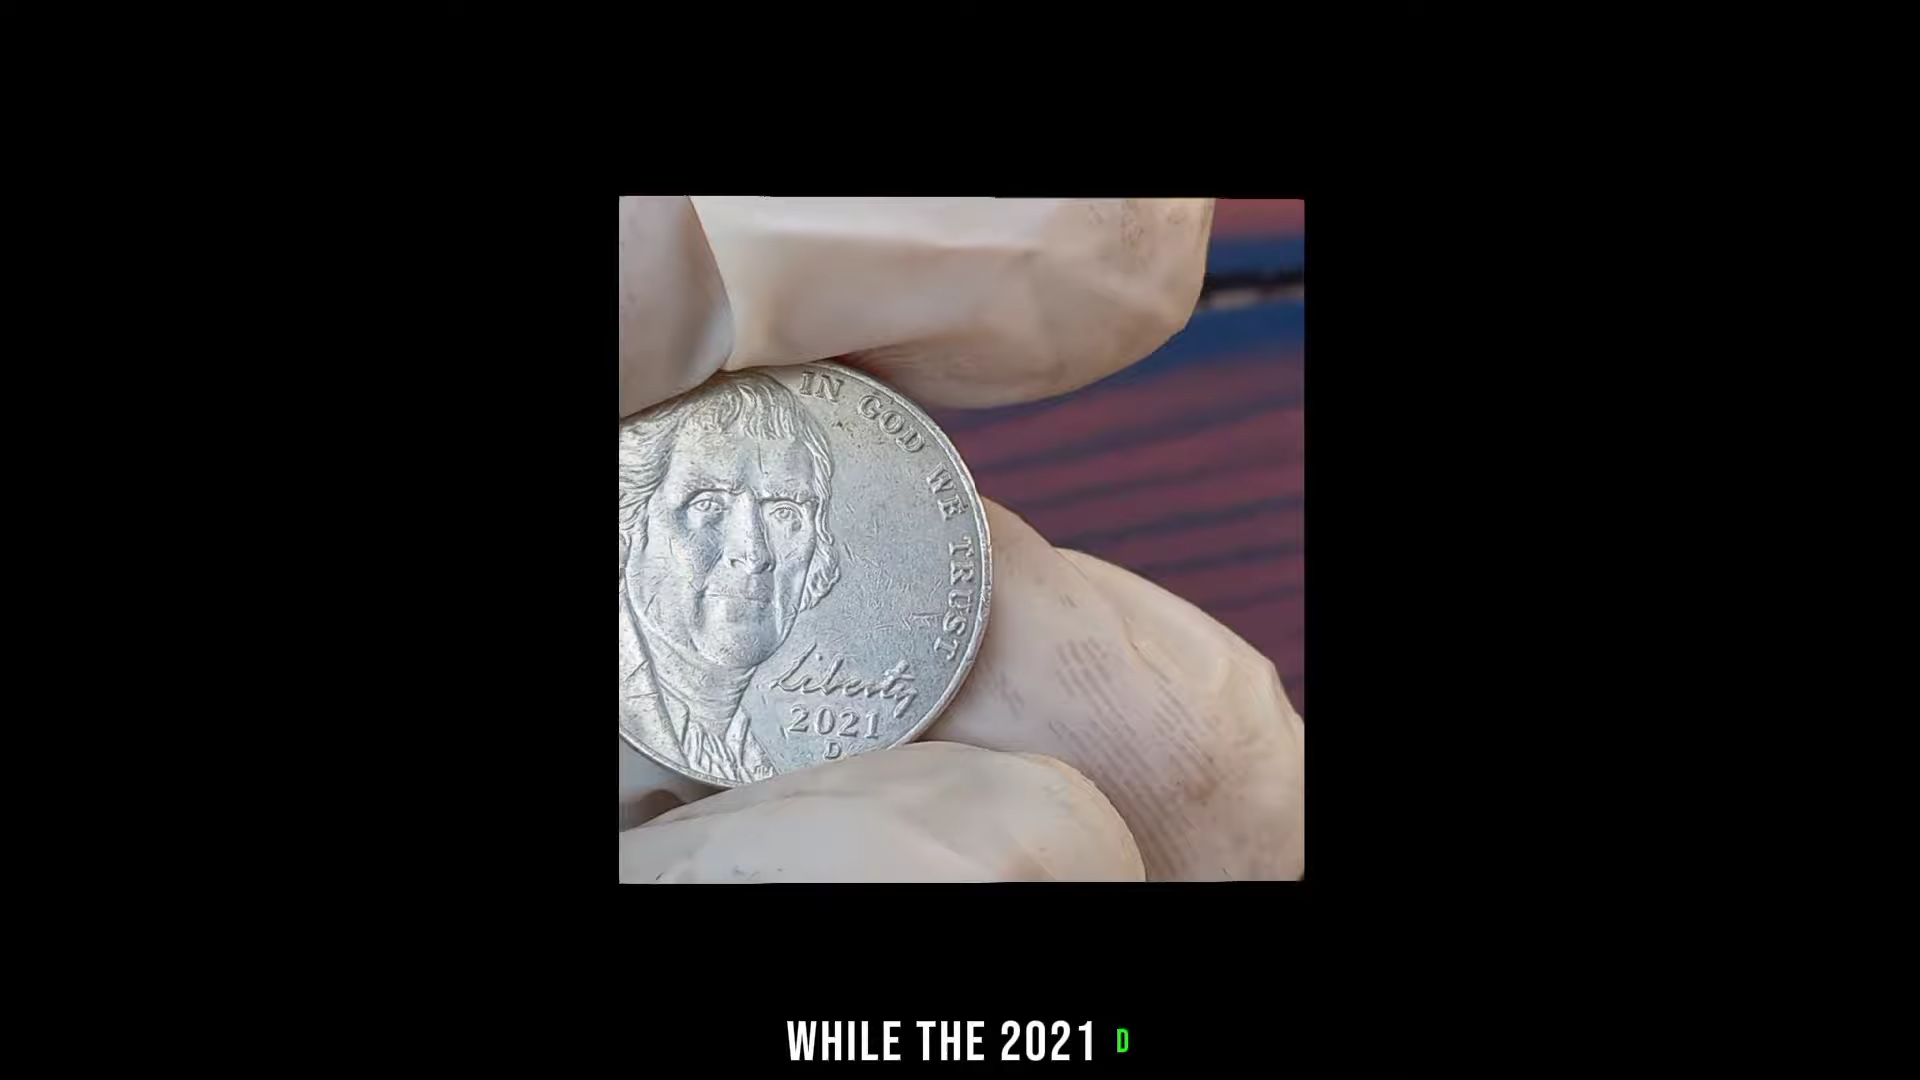 IN GOD WE TRUST
Liberty
2021
D
WHILE THE 2021 D